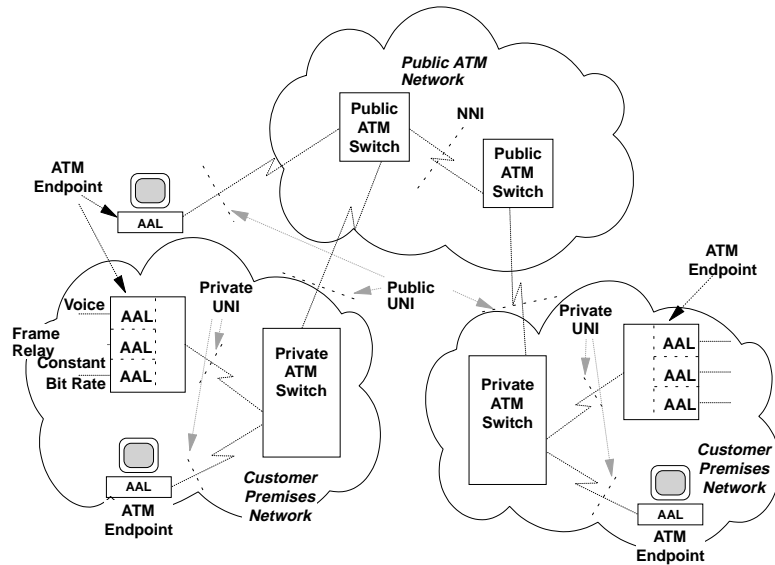 Public ATM
Network
Public
ATM
Switch
NNI
Public
ATM
Switch
ATM
Endpoint
AAL
ATM
Endpoint
Voice
Frame
Relay
Constant
Bit Rate
AAL
AAL
AAL
Private
UNI
Public
UNI
Private
ATM
Switch
Private
UNI
Private
ATM
Switch
AAL
AAL
AAL
AAL
ATM
Endpoint
Customer
Premises
Network
Customer
Premises
Network
AAL
ATM
Endpoint